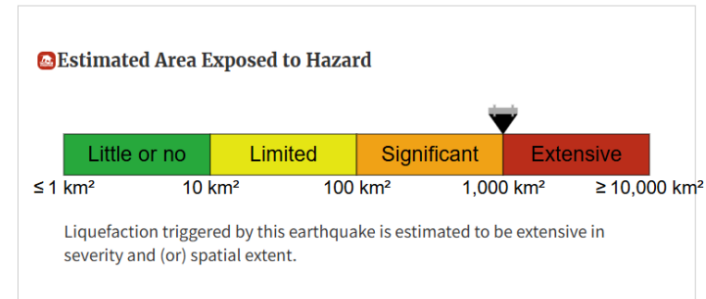 Estimated Area Exposed to Hazard
Little or no Limited Significant Extensive
≤ 1 km² 10 km² 100 km² 1,000 km² ≥ 10,000 km²
Liquefaction triggered by this earthquake is estimated to be extensive in
severity and (or) spatial extent.